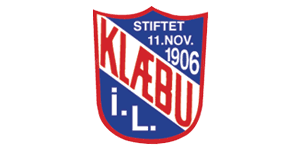 STIFTET
11.NOV.
1906
KLÆBU
i.L.